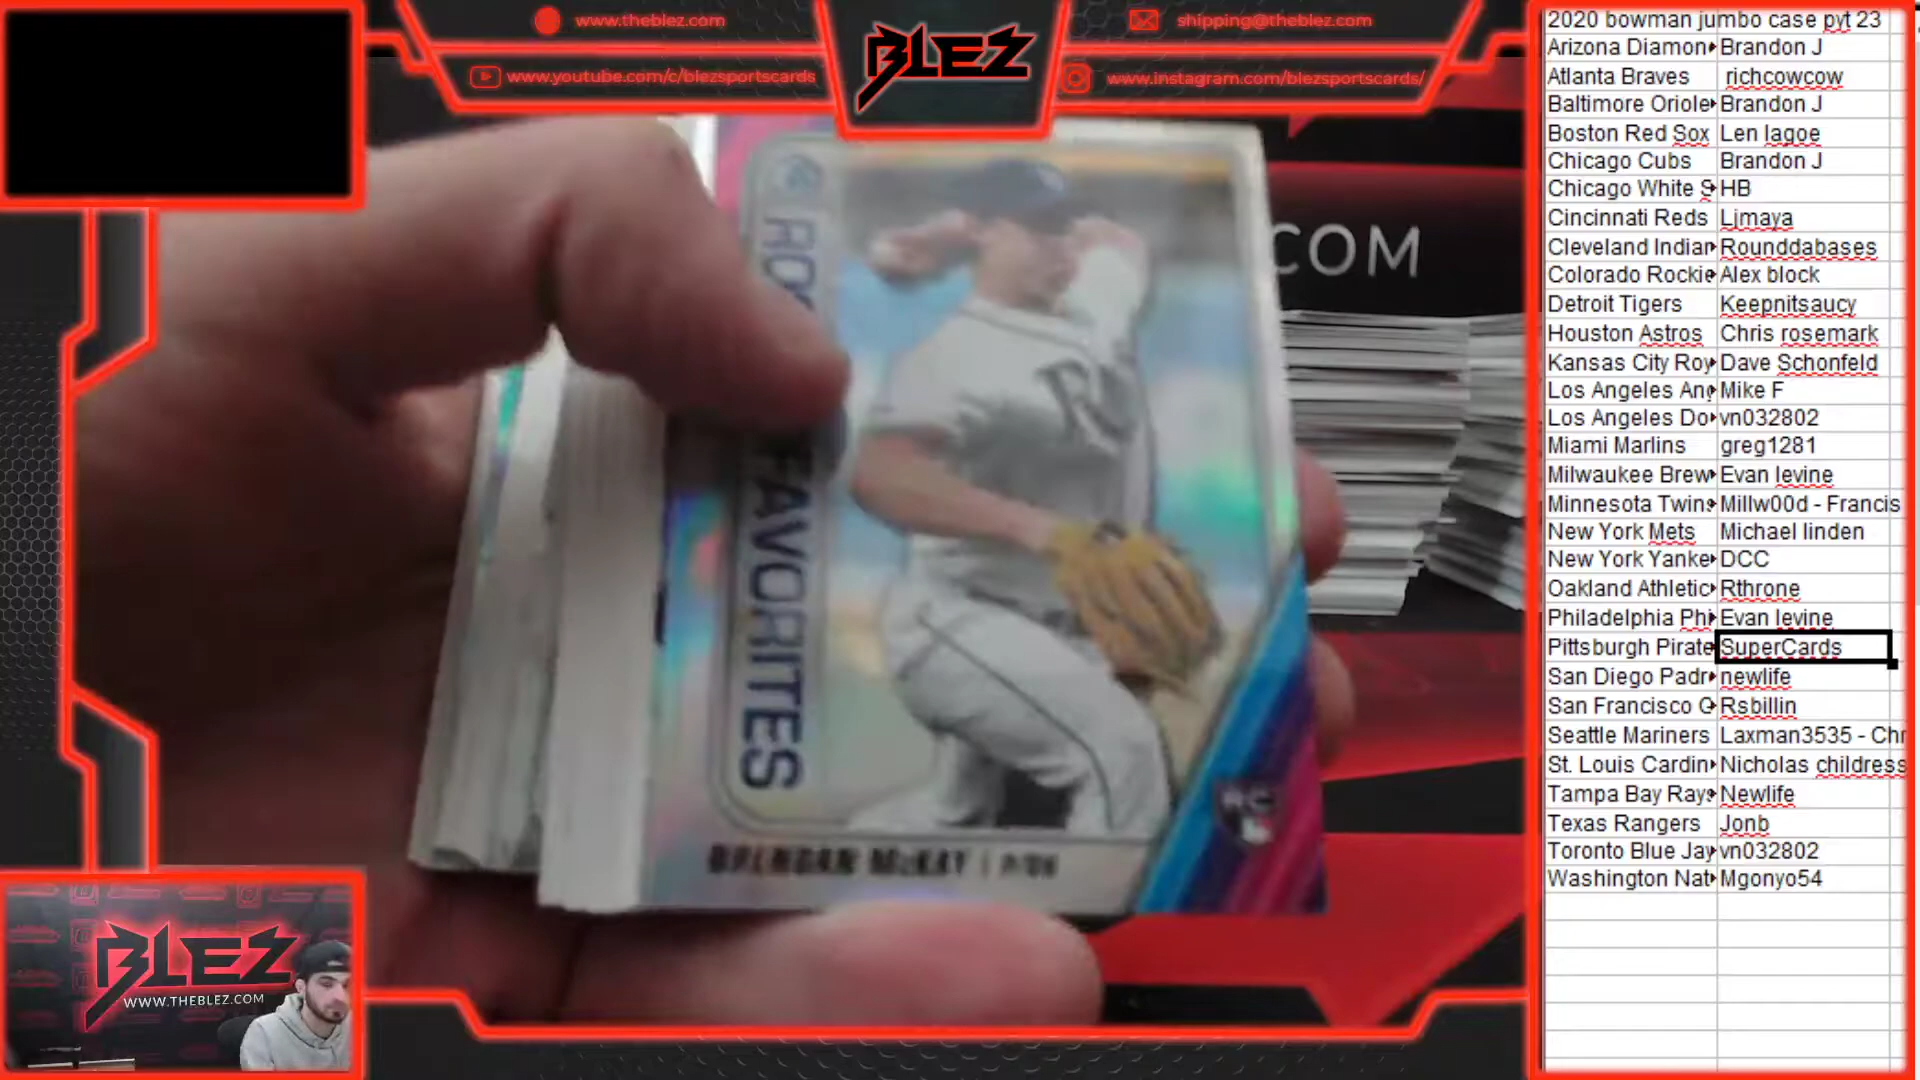 www.theblez.com
shipping@theblez.com
BLEZ
www.youtube.com/c/blezsportscards
www.instagram.com/blezsportscards/
COM
FAVORITES
BRENDAN McKAY |
RC
BLEZ
WWW.THEBLEZ.COM
2020 bowman jumbo case pyt 23
Arizona Diamon Brandon J
Atlanta Braves richcowcow
Baltimore Oriole Brandon J
Boston Red Sox Len lagoe
Chicago Cubs Brandon J
Chicago White S HB
Cincinnati Reds Ljmaya
Cleveland Indian Rounddabases
Colorado Rockie Alex block
Detroit Tigers Keepnitsaucy
Houston Astros Chris rosemark
Kansas City Roy Dave Schonfeld
Los Angeles Ang Mike F
Los Angeles Do vn032802
Miami Marlins greg1281
Milwaukee Brew Evan levine
Minnesota Twins Millw00d - Francis
New York Mets Michael linden
New York Yanke DCC
Oakland Athletic Rthrone
Philadelphia Phi Evan levine
Pittsburgh Pirate SuperCards
San Diego Padr newlife
San Francisco G Rsbillin
Seattle Mariners Laxman3535 - Chr
St. Louis Cardin Nicholas childress
Tampa Bay Rays Newlife
Texas Rangers Jonb
Toronto Blue Jay vn032802
Washington Nat Mgonyo54